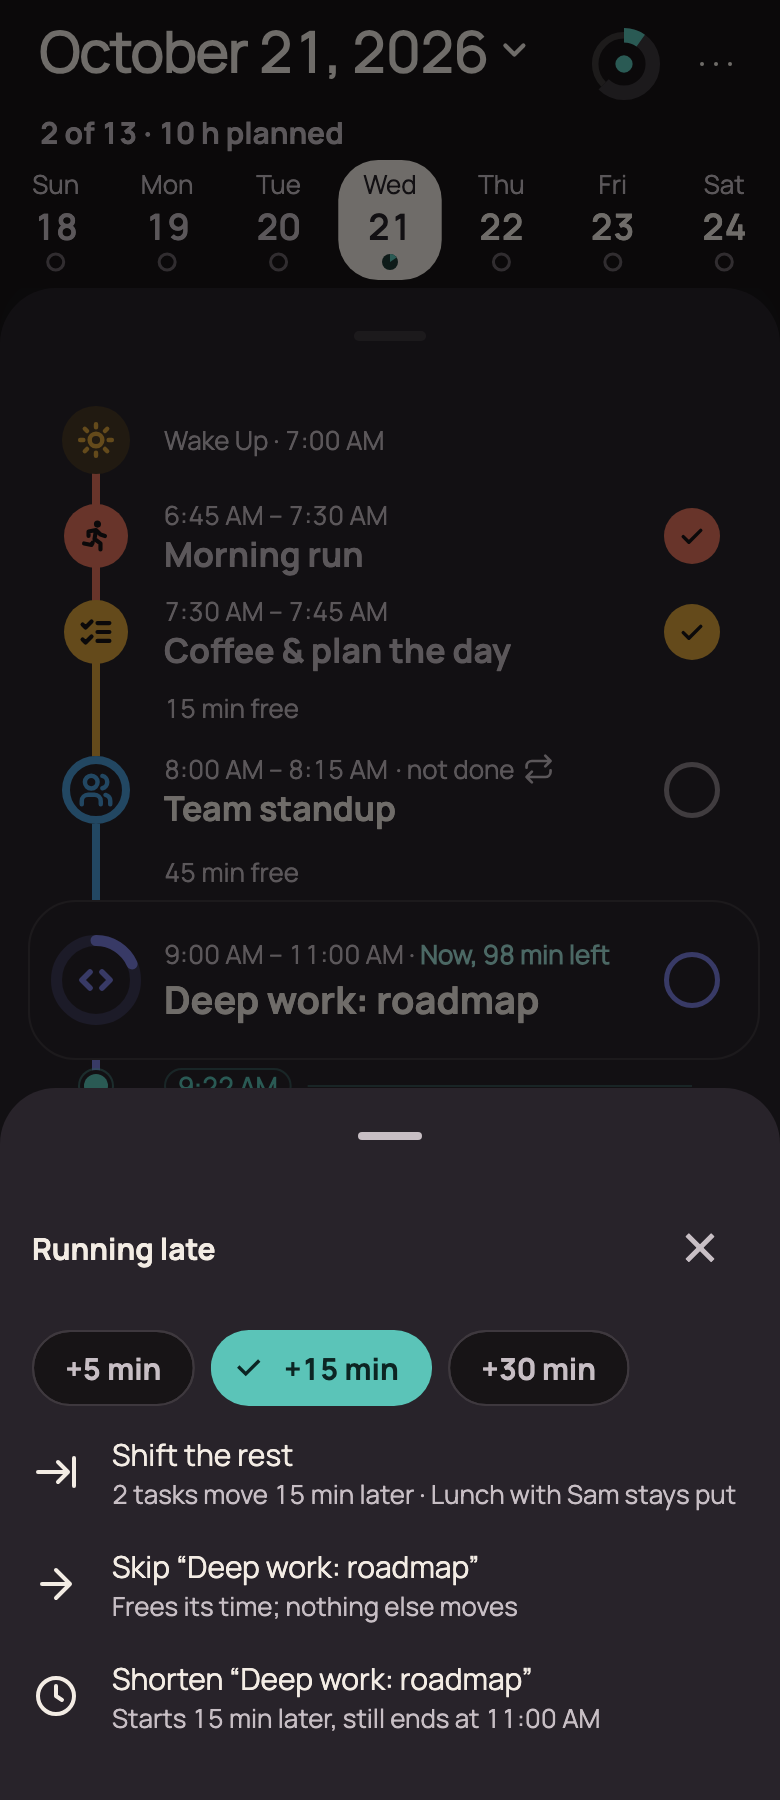 October 21, 2026
2 of 13 · 10 h planned
Sun Mon Tue Wed Thu Fri Sat
18 19 20 21 22 23 24
Wake Up · 7:00 AM
6:45 AM – 7:30 AM
Morning run
7:30 AM – 7:45 AM
Coffee & plan the day
15 min free
8:00 AM – 8:15 AM · not done
Team standup
45 min free
9:00 AM – 11:00 AM · Now, 98 min left
Deep work: roadmap
9:22 AM
Running late
+5 min +15 min +30 min
Shift the rest
2 tasks move 15 min later · Lunch with Sam stays put
Skip “Deep work: roadmap”
Frees its time; nothing else moves
Shorten “Deep work: roadmap”
Starts 15 min later, still ends at 11:00 AM